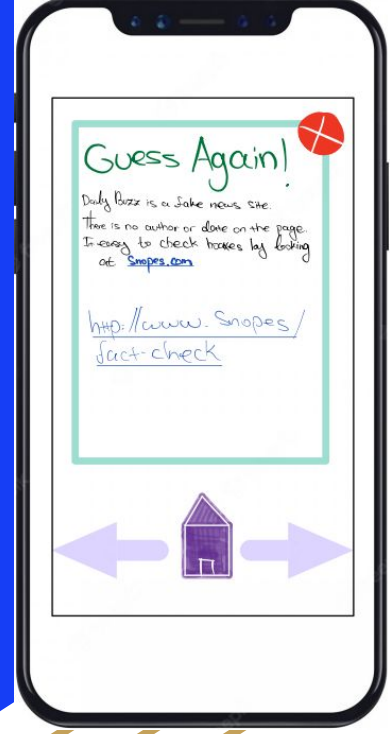 Guess Again!
Daily Buzz is a fake news site.
There is no author or date on the page.
Is easy to check hoaxes by looking
at Snopes.com
http://www.Snopes/
fact-check